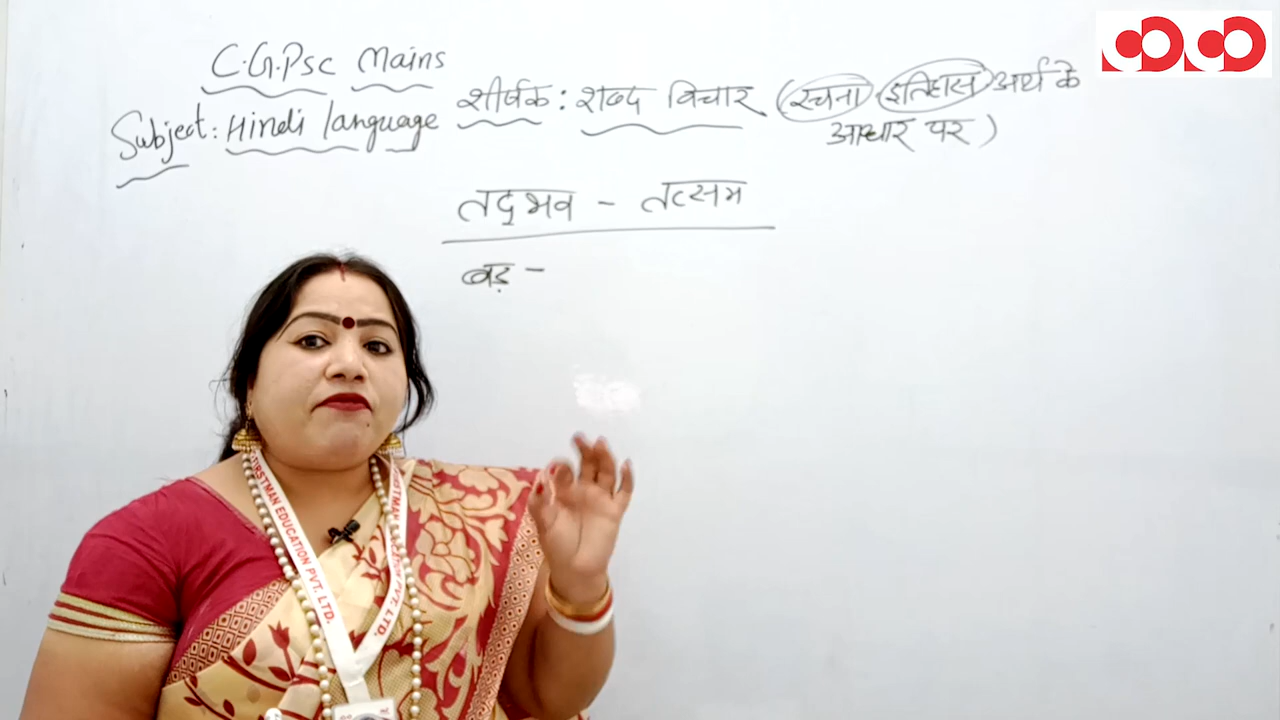 C.G.Psc Mains
Subject: Hindi language
शीर्षक: शब्द विचार (रचना इतिहास अर्थ के
आधार पर)
तद्भव - तत्सम
बड़ -
FIRSTMAN EDUCATION PVT. LTD.